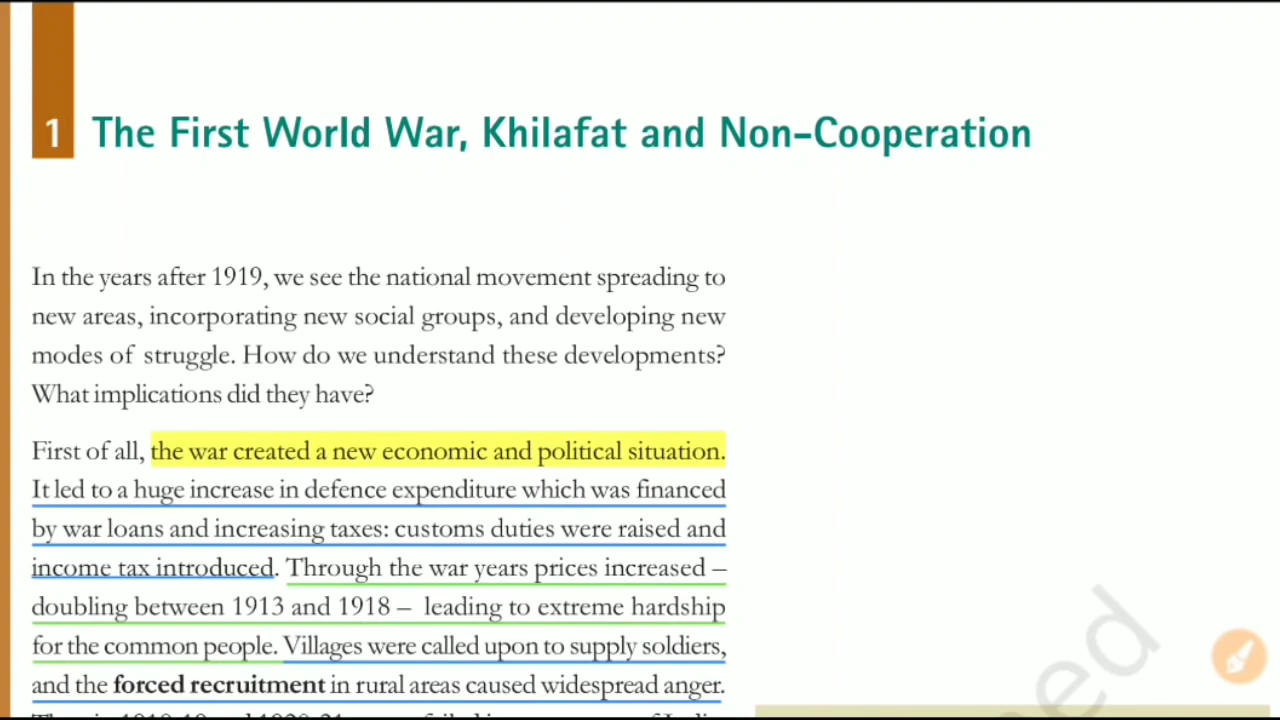 1 The First World War, Khilafat and Non-Cooperation
In the years after 1919, we see the national movement spreading to
new areas, incorporating new social groups, and developing new
modes of struggle. How do we understand these developments?
What implications did they have?
First of all, the war created a new economic and political situation.
It led to a huge increase in defence expenditure which was financed
by war loans and increasing taxes: customs duties were raised and
income tax introduced. Through the war years prices increased –
doubling between 1913 and 1918 – leading to extreme hardship
for the common people. Villages were called upon to supply soldiers,
and the forced recruitment in rural areas caused widespread anger.